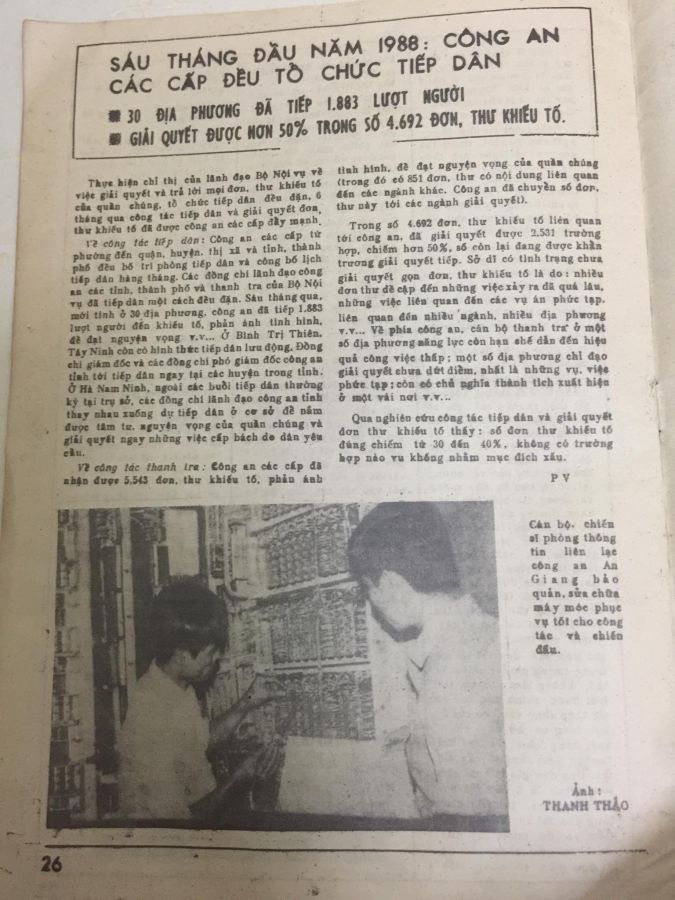 SÁU THÁNG ĐẦU NĂM 1988: CÔNG AN
CÁC CẤP ĐỀU TỔ CHỨC TIẾP DÂN
■ 30 ĐỊA PHƯƠNG ĐÃ TIẾP 1.883 LƯỢT NGƯỜI
■ GIẢI QUYẾT ĐƯỢC HƠN 50% TRONG SỐ 4.692 ĐƠN, THƯ KHIẾU TỐ.
Thực hiện chỉ thị của lãnh đạo Bộ Nội vụ về
việc giải quyết và trả lời mọi đơn, thư khiếu tố
của quần chúng, tổ chức tiếp dân đều đặn, 6
tháng qua công tác tiếp dân và giải quyết đơn,
thư khiếu tố đã được công an các cấp đẩy mạnh.
Về công tác tiếp dân: Công an các cấp từ
phường đến quận, huyện, thị xã và tỉnh, thành
phố đều bố trí phòng tiếp dân và công bố lịch
tiếp dân hàng tháng. Các đồng chí lãnh đạo công
an các tỉnh, thành phố và thanh tra của Bộ Nội
vụ đã tiếp dân một cách đều đặn. Sáu tháng qua,
mới tính ở 30 địa phương, công an đã tiếp 1.883
lượt người đến khiếu tố, phản ánh tình hình,
đề đạt nguyện vọng v.v... Ở Bình Trị Thiên,
Tây Ninh còn có hình thức tiếp dân lưu động. Đồng
chí giám đốc và các đồng chí phó giám đốc công an
tỉnh tới tiếp dân ngay tại các huyện trong tỉnh.
Ở Hà Nam Ninh, ngoài các buổi tiếp dân thường
kỳ tại trụ sở, các đồng chí lãnh đạo công an tỉnh
thay nhau xuống dự tiếp dân ở cơ sở để nắm
được tâm tư, nguyện vọng của quần chúng và
giải quyết ngay những việc cấp bách do dân yêu
cầu.
Về công tác thanh tra: Công an các cấp đã
nhận được 5.543 đơn, thư khiếu tố, phản ánh
tình hình, đề đạt nguyện vọng của quần chúng
(trong đó có 851 đơn, thư có nội dung liên quan
đến các ngành khác. Công an đã chuyển số đơn,
thư này tới các ngành giải quyết).
Trong số 4.692 đơn, thư khiếu tố liên quan
tới công an, đã giải quyết được 2.531 trường
hợp, chiếm hơn 50%, số còn lại đang được khẩn
trương giải quyết tiếp. Sở dĩ có tình trạng chưa
giải quyết gọn đơn, thư khiếu tố là do: nhiều
đơn thư đề cập đến những việc xảy ra đã quá lâu,
những việc liên quan đến các vụ án phức tạp,
liên quan đến nhiều ngành, nhiều địa phương
v.v... Về phía công an, cán bộ thanh tra ở một
số địa phương năng lực còn hạn chế dẫn đến hiệu
quả công việc thấp; một số địa phương chỉ đạo
giải quyết chưa dứt điểm, nhất là những vụ, việc
phức tạp; còn có chủ nghĩa thành tích xuất hiện
ở một vài nơi v.v...
Qua nghiên cứu công tác tiếp dân và giải quyết
đơn thư khiếu tố thấy: số đơn thư khiếu tố
đúng chiếm từ 30 đến 40%, không có trường
hợp nào vu khống nhằm mục đích xấu.
PV
Cán bộ, chiến
sĩ phòng thông
tin liên lạc
công an An
Giang bảo
quản, sửa chữa
máy móc phục
vụ tốt cho công
tác và chiến
đấu.
Ảnh:
THANH THẢO
26